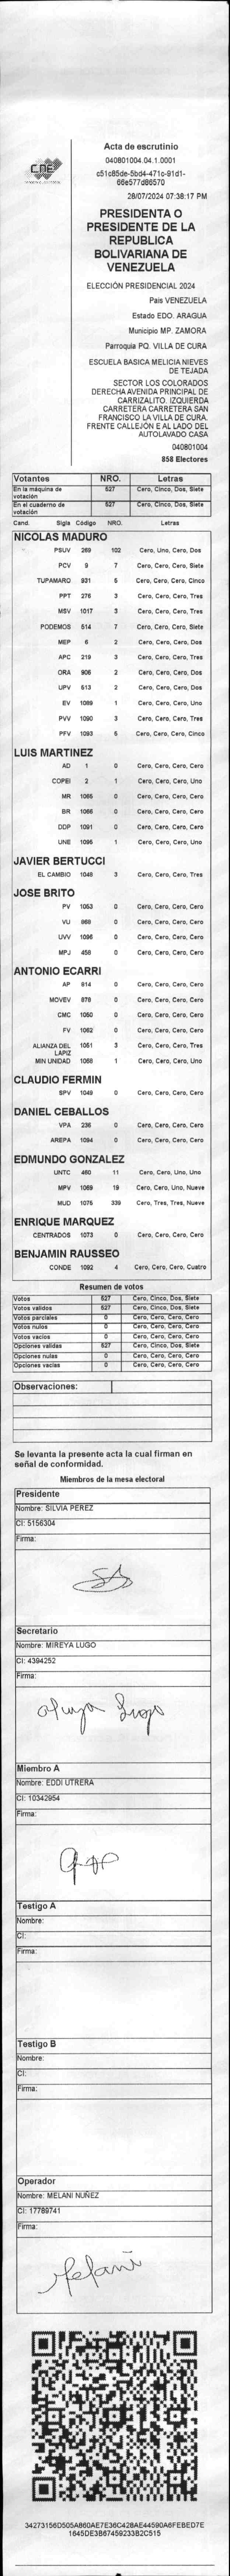 CNE
Acta de escrutinio
040801004.04.1.0001
c51c85de-5bd4-471c-91d1-
66e577d86570
28/07/2024 07:38:17 PM
PRESIDENTA O
PRESIDENTE DE LA
REPUBLICA
BOLIVARIANA DE
VENEZUELA
ELECCIÓN PRESIDENCIAL 2024
Pais VENEZUELA
Estado EDO. ARAGUA
Municipio MP. ZAMORA
Parroquia PQ. VILLA DE CURA
ESCUELA BASICA MELICIA NIEVES
DE TEJADA
SECTOR LOS COLORADOS
DERECHA AVENIDA PRINCIPAL DE
CARRIZALITO. IZQUIERDA
CARRETERA CARRETERA SAN
FRANCISCO LA VILLA DE CURA.
FRENTE CALLEJÓN E AL LADO DEL
AUTOLAVADO CASA
040801004
858 Electores
Votantes NRO. Letras
En la máquina de votación 527 Cero, Cinco, Dos, Siete
En el cuaderno de votación 527 Cero, Cinco, Dos, Siete
Cand. Sigla Código NRO. Letras
NICOLAS MADURO
PSUV 269 102 Cero, Uno, Cero, Dos
PCV 9 7 Cero, Cero, Cero, Siete
TUPAMARO 931 5 Cero, Cero, Cero, Cinco
PPT 276 3 Cero, Cero, Cero, Tres
MSV 1017 3 Cero, Cero, Cero, Tres
PODEMOS 514 7 Cero, Cero, Cero, Siete
MEP 6 2 Cero, Cero, Cero, Dos
APC 219 3 Cero, Cero, Cero, Tres
ORA 906 2 Cero, Cero, Cero, Dos
UPV 613 2 Cero, Cero, Cero, Dos
EV 1089 1 Cero, Cero, Cero, Uno
PVV 1090 3 Cero, Cero, Cero, Tres
PFV 1093 5 Cero, Cero, Cero, Cinco
LUIS MARTINEZ
AD 1 0 Cero, Cero, Cero, Cero
COPEI 2 1 Cero, Cero, Cero, Uno
MR 1065 0 Cero, Cero, Cero, Cero
BR 1066 0 Cero, Cero, Cero, Cero
DDP 1091 0 Cero, Cero, Cero, Cero
UNE 1095 1 Cero, Cero, Cero, Uno
JAVIER BERTUCCI
EL CAMBIO 1048 3 Cero, Cero, Cero, Tres
JOSE BRITO
PV 1053 0 Cero, Cero, Cero, Cero
VU 868 0 Cero, Cero, Cero, Cero
UVV 1096 0 Cero, Cero, Cero, Cero
MPJ 458 0 Cero, Cero, Cero, Cero
ANTONIO ECARRI
AP 914 0 Cero, Cero, Cero, Cero
MOVEV 878 0 Cero, Cero, Cero, Cero
CMC 1050 0 Cero, Cero, Cero, Cero
FV 1062 0 Cero, Cero, Cero, Cero
ALIANZA DEL LAPIZ 1051 3 Cero, Cero, Cero, Tres
MIN UNIDAD 1068 1 Cero, Cero, Cero, Uno
CLAUDIO FERMIN
SPV 1049 0 Cero, Cero, Cero, Cero
DANIEL CEBALLOS
VPA 236 0 Cero, Cero, Cero, Cero
AREPA 1094 0 Cero, Cero, Cero, Cero
EDMUNDO GONZALEZ
UNTC 460 11 Cero, Cero, Uno, Uno
MPV 1069 19 Cero, Cero, Uno, Nueve
MUD 1075 339 Cero, Tres, Tres, Nueve
ENRIQUE MARQUEZ
CENTRADOS 1073 0 Cero, Cero, Cero, Cero
BENJAMIN RAUSSEO
CONDE 1092 4 Cero, Cero, Cero, Cuatro
Resumen de votos
Votos 527 Cero, Cinco, Dos, Siete
Votos validos 527 Cero, Cinco, Dos, Siete
Votos parciales 0 Cero, Cero, Cero, Cero
Votos nulos 0 Cero, Cero, Cero, Cero
Votos vacios 0 Cero, Cero, Cero, Cero
Opciones validas 527 Cero, Cinco, Dos, Siete
Opciones nulas 0 Cero, Cero, Cero, Cero
Opciones vacias 0 Cero, Cero, Cero, Cero
Observaciones:
Se levanta la presente acta la cual firman en
señal de conformidad.
Miembros de la mesa electoral
Presidente
Nombre: SILVIA PEREZ
CI: 5156304
Firma:
Secretario
Nombre: MIREYA LUGO
CI: 4394252
Firma:
Lugo
Miembro A
Nombre: EDDI UTRERA
CI: 10342954
Firma:
Testigo A
Nombre:
CI:
Firma:
Testigo B
Nombre:
CI:
Firma:
Operador
Nombre: MELANI NUÑEZ
CI: 17789741
Firma:
Melani
34273156D505A860AE7E36C428AE44590A6FEBED7E
1645DE3B67459233B2C515